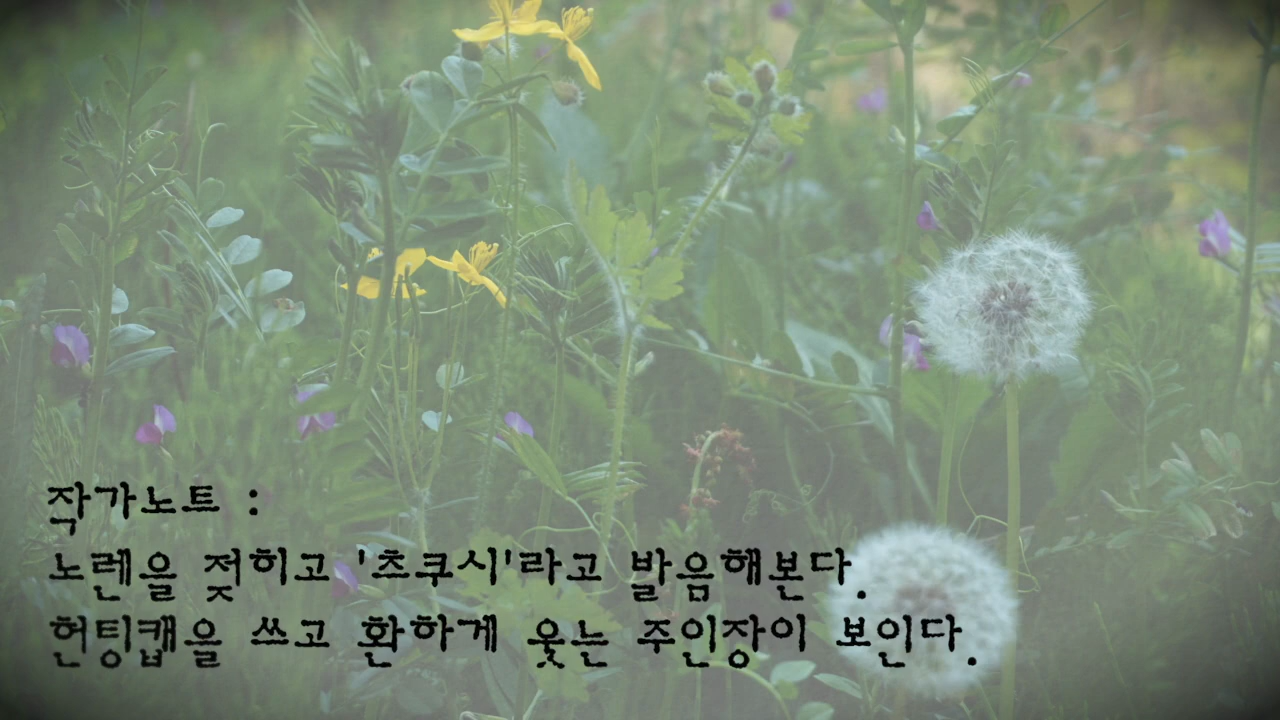 작가노트 :
노렌을 젖히고 '츠쿠시'라고 발음해본다.
헌팅캡을 쓰고 환하게 웃는 주인장이 보인다.